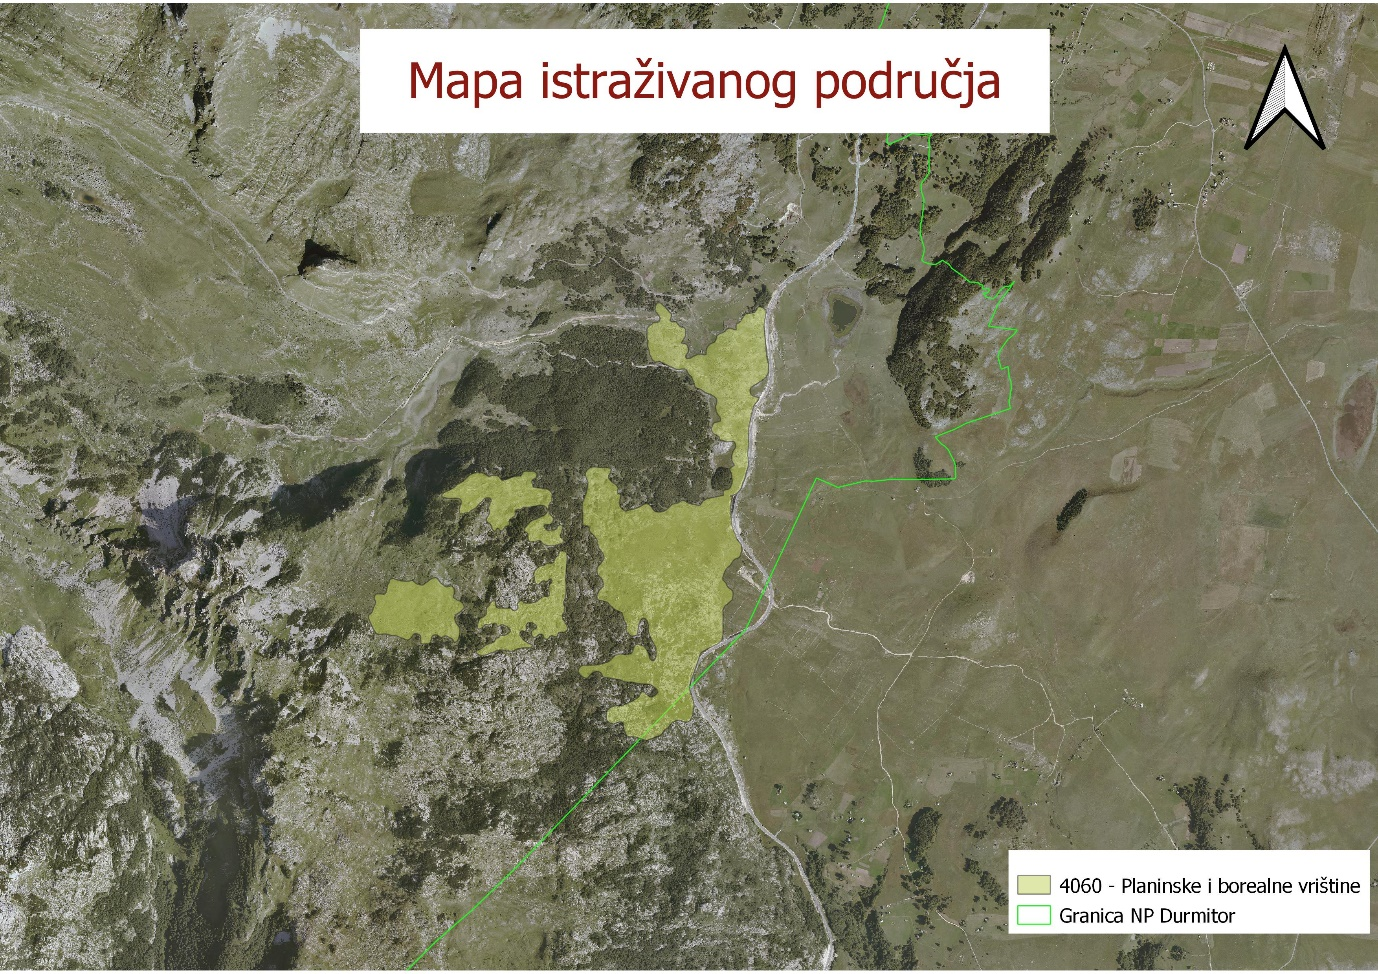 Mapa istraživanog područja
4060 - Planinske i borealne vrištine
Granica NP Durmitor